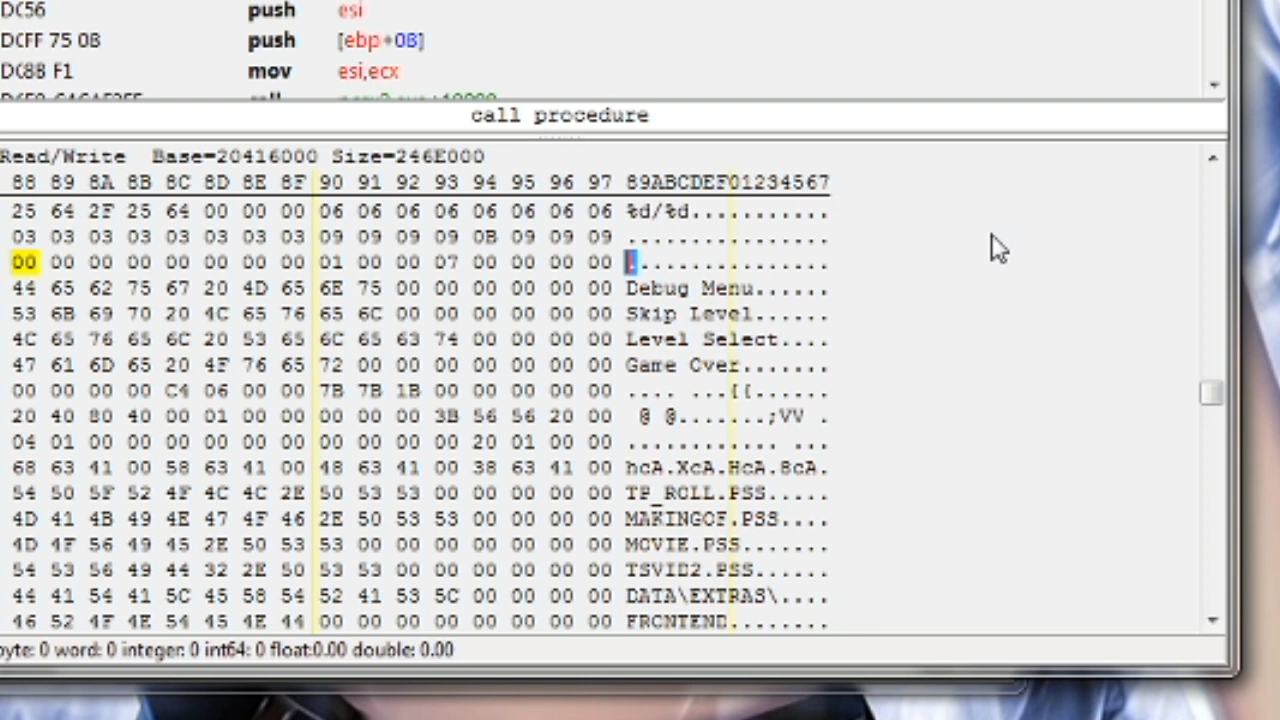 DC56 push esi
DCFF 75 08 push [ebp+08]
DC8B F1 mov esi,ecx
call procedure
Read/Write Base=20416000 Size=246E000
88 89 8A 8B 8C 8D 8E 8F 90 91 92 93 94 95 96 97 89ABCDEF01234567
25 64 2F 25 64 00 00 00 06 06 06 06 06 06 06 06 %d/%d...........
03 03 03 03 03 03 03 03 09 09 09 09 0B 09 09 09 ................
00 00 00 00 00 00 00 00 01 00 00 07 00 00 00 00 ................
44 65 62 75 67 20 4D 65 6E 75 00 00 00 00 00 00 Debug Menu......
53 6B 69 70 20 4C 65 76 65 6C 00 00 00 00 00 00 Skip Level......
4C 65 76 65 6C 20 53 65 6C 65 63 74 00 00 00 00 Level Select....
47 61 6D 65 20 4F 76 65 72 00 00 00 00 00 00 00 Game Over.......
00 00 00 00 C4 06 00 00 7B 7B 1B 00 00 00 00 00 .... ...{{......
20 40 80 40 00 01 00 00 00 00 00 3B 56 56 20 00 @ @.......;VV .
04 01 00 00 00 00 00 00 00 00 00 00 20 01 00 00 ............ ...
68 63 41 00 58 63 41 00 48 63 41 00 38 63 41 00 hcA.XcA.HcA.8cA.
54 50 5F 52 4F 4C 4C 2E 50 53 53 00 00 00 00 00 TP_ROLL.PSS.....
4D 41 4B 49 4E 47 4F 46 2E 50 53 53 00 00 00 00 MAKINGOF.PSS....
4D 4F 56 49 45 2E 50 53 53 00 00 00 00 00 00 00 MOVIE.PSS.......
54 53 56 49 44 32 2E 50 53 53 00 00 00 00 00 00 TSVID2.PSS......
44 41 54 41 5C 45 58 54 52 41 53 5C 00 00 00 00 DATA\EXTRAS\....
46 52 4F 4E 54 45 4E 44 00 00 00 00 00 00 00 00 FRONTEND........
byte: 0 word: 0 integer: 0 int64: 0 float:0.00 double: 0.00